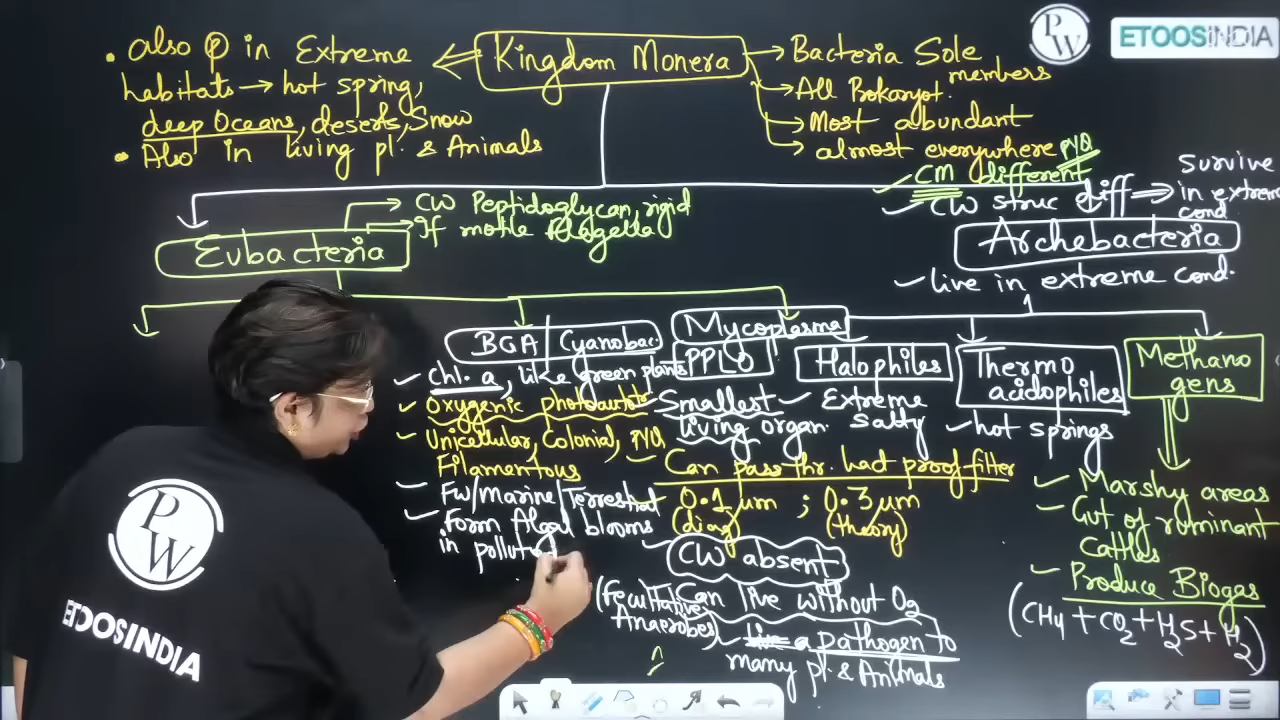 • also (p) in Extreme
habitats → hot spring,
deep Oceans, deserts, Snow
• Also in living pl. & Animals
Kingdom Monera
→ Bacteria Sole
members
→ All Prokaryot.
→ Most abundant
→ almost everywhere
PYQ
PW
ETOOSINDIA
CM different
CW struc diff →
Survive
in extreme
cond
Archebacteria
live in extreme cond.
→ CW Peptidoglycan, rigid
→ If motile flagella
Eubacteria
BGA/Cyanobac
Chl. a, like green plants
Oxygenic photoautotr
Unicellular, Colonial, PYQ
Filamentous
Fw/Marine/Terrestrial
form Algal blooms
in polluted
Mycoplasma
PPLO
Smallest
living organ.
Can pass thr. bact proof filter
0.1 μm ; 0.3 μm
(diag) (theory)
CW absent
Can live without O₂
(Facultative
Anaerobes)
a pathogen to
many pl. & Animals
Halophiles
Extreme
Salty
Thermo
acidophiles
hot springs
Methano
gens
Marshy areas
Gut of ruminant
Cattles
Produce Biogas
(CH4 + CO₂ + H₂S + H₂)
PW
ETOOSINDIA